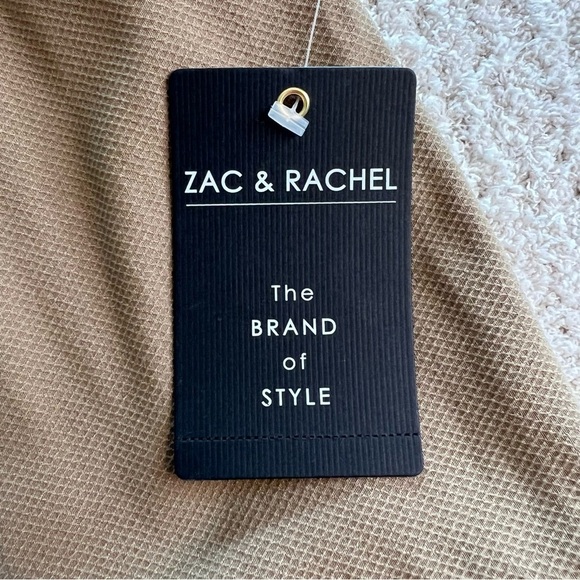 ZAC & RACHEL
The
BRAND
of
STYLE